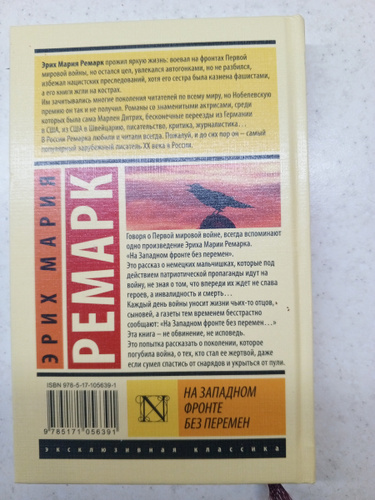 Эрих Мария Ремарк прожил яркую жизнь: воевал на фронтах Первой
мировой войны, но остался цел, увлекался автогонками, но не разбился,
избежал нацистских преследований, хотя его сестра была казнена фашистами,
а его книги жгли на кострах.
Им зачитывались многие поколения читателей по всему миру, но Нобелевскую
премию он так и не получил. Романы со знаменитыми актрисами, среди
которых была сама Марлен Дитрих, бесконечные переезды из Германии
в США, из США в Швейцарию, писательство, критика, журналистика...
В России Ремарка любили и читали всегда. Пожалуй, и до сих пор он – самый
популярный зарубежный писатель XX века в России.
ЭРИХ МАРИЯ
РЕМАРК
Говоря о Первой мировой войне, всегда вспоминают
одно произведение Эриха Марии Ремарка.
«На Западном фронте без перемен».
Это рассказ о немецких мальчишках, которые под
действием патриотической пропаганды идут на
войну, не зная о том, что впереди их ждет не слава
героев, а инвалидность и смерть...
Каждый день войны уносит жизни чьих-то отцов,
сыновей, а газеты тем временем бесстрастно
сообщают: «На Западном фронте без перемен...»
Эта книга – не обвинение, не исповедь.
Это попытка рассказать о поколении, которое
погубила война, о тех, кто стал ее жертвой, даже
если сумел спастись от снарядов и укрыться от пули.
ISBN 978-5-17-105639-1
9 785171 056391
N
НА ЗАПАДНОМ
ФРОНТЕ
БЕЗ ПЕРЕМЕН
эксклюзивная классика